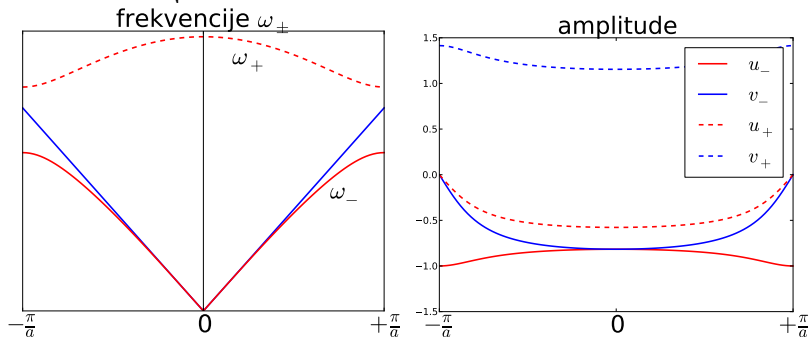 frekvencije ω±
ω₊
ω₋
−π/a
0
+π/a
amplitude
1.5
1.0
0.5
0.0
−0.5
−1.0
−1.5
u₋
v₋
u₊
v₊
−π/a
0
+π/a